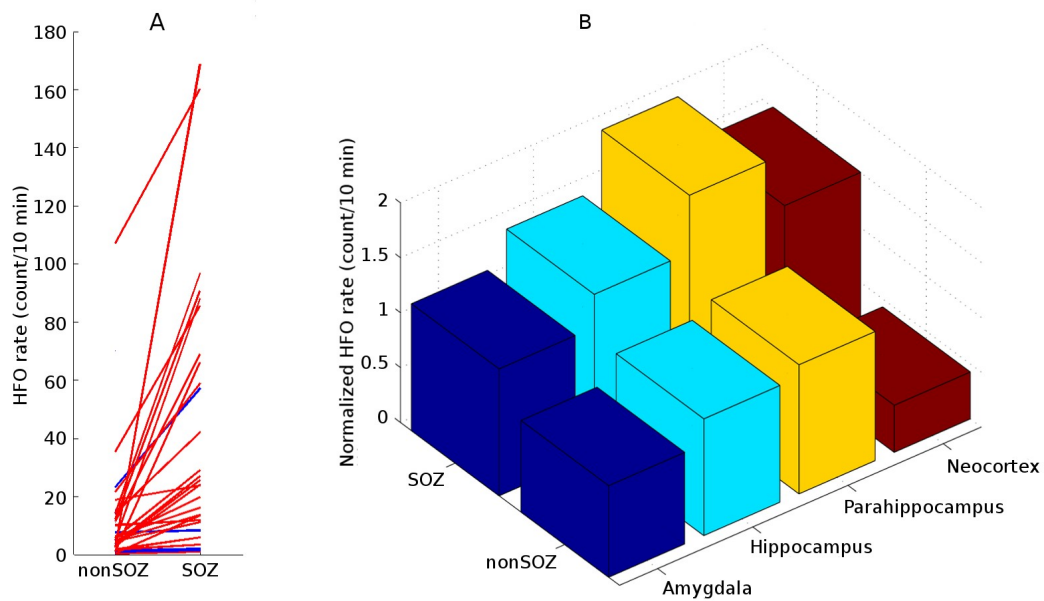 A
HFO rate (count/10 min)
180
160
140
120
100
80
60
40
20
0
nonSOZ
SOZ
B
Normalized HFO rate (count/10 min)
2
1.5
1
0.5
0
SOZ
nonSOZ
Amygdala
Hippocampus
Parahippocampus
Neocortex